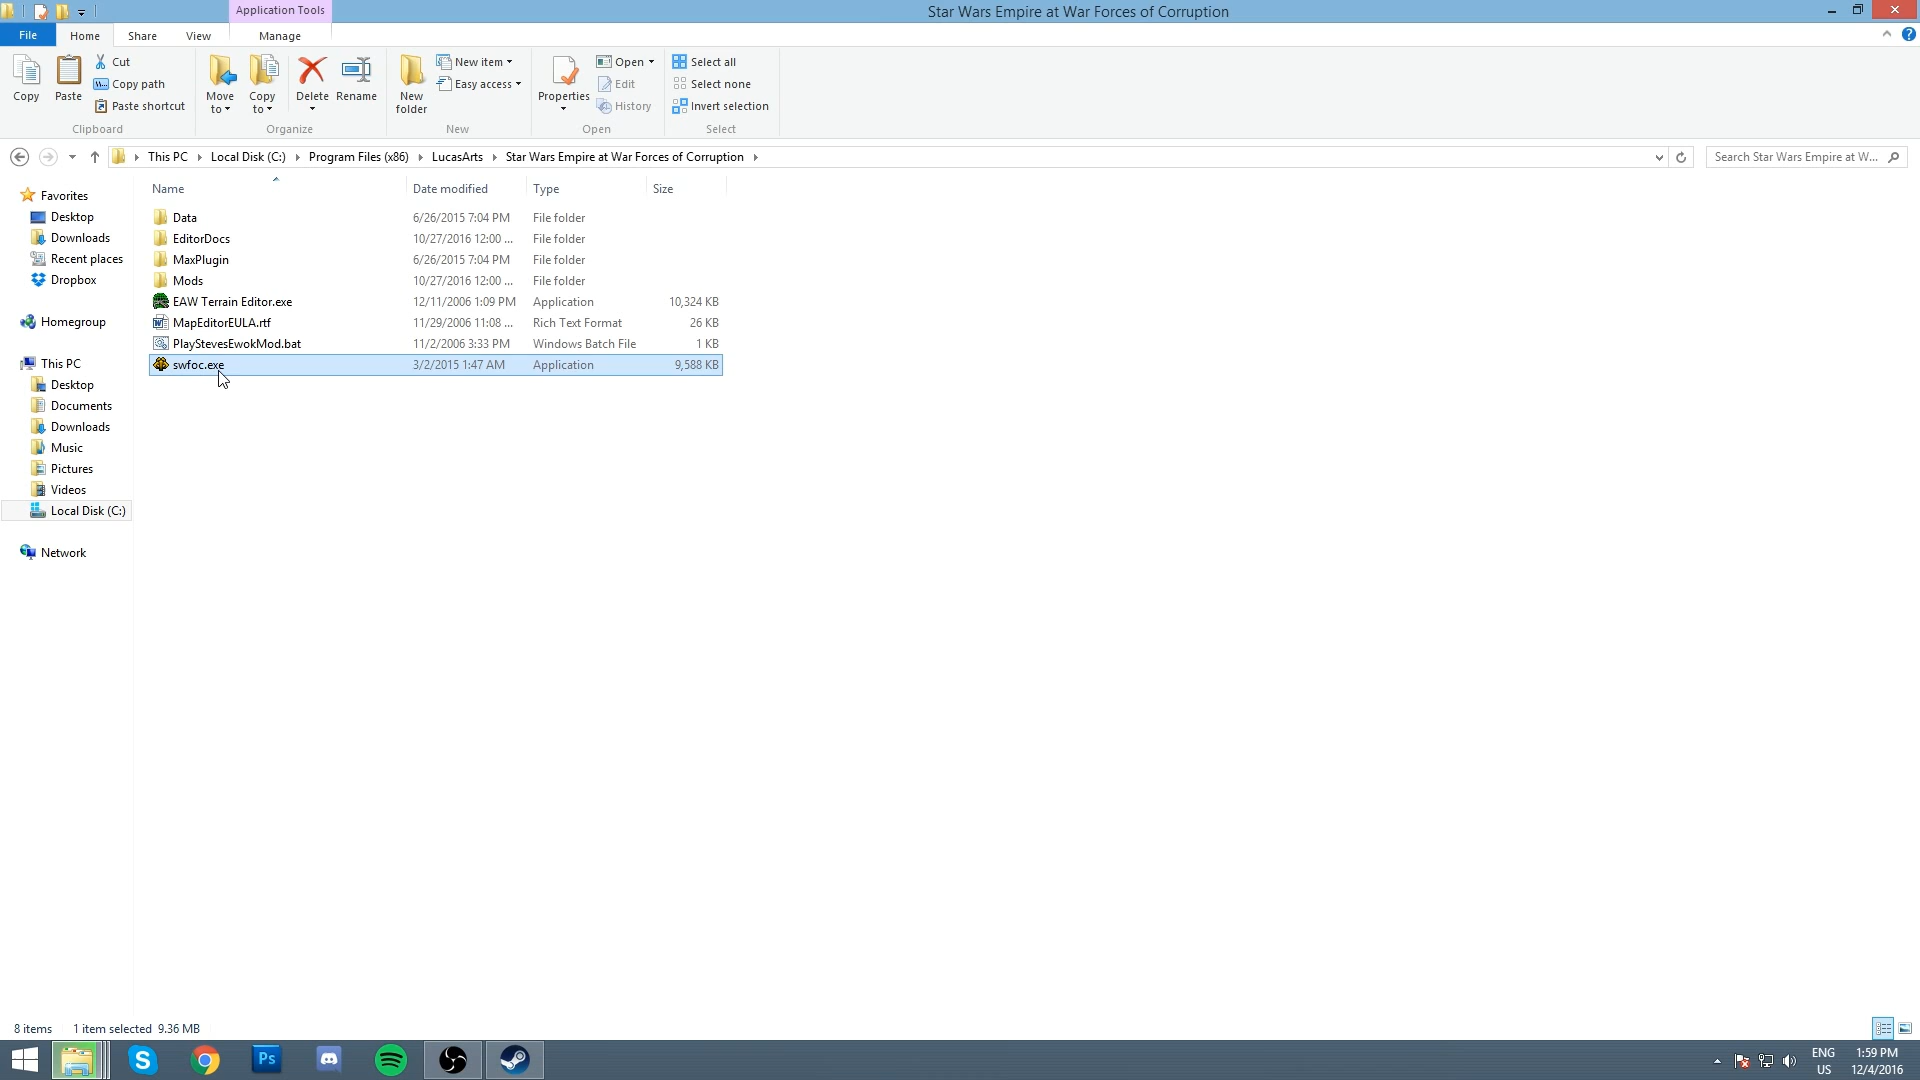 Application Tools
Star Wars Empire at War Forces of Corruption
File Home Share View Manage
Copy
Paste
Cut
Copy path
Paste shortcut
Clipboard
Move to
Copy to
Delete
Rename
Organize
New folder
New item
Easy access
New
Properties
Open
Edit
History
Open
Select all
Select none
Invert selection
Select
This PC Local Disk (C:) Program Files (x86) LucasArts Star Wars Empire at War Forces of Corruption
Search Star Wars Empire at W...
Favorites
Desktop
Downloads
Recent places
Dropbox
Homegroup
This PC
Desktop
Documents
Downloads
Music
Pictures
Videos
Local Disk (C:)
Network
Name Date modified Type Size
Data 6/26/2015 7:04 PM File folder
EditorDocs 10/27/2016 12:00 ... File folder
MaxPlugin 6/26/2015 7:04 PM File folder
Mods 10/27/2016 12:00 ... File folder
EAW Terrain Editor.exe 12/11/2006 1:09 PM Application 10,324 KB
MapEditorEULA.rtf 11/29/2006 11:08 ... Rich Text Format 26 KB
PlayStevesEwokMod.bat 11/2/2006 3:33 PM Windows Batch File 1 KB
swfoc.exe 3/2/2015 1:47 AM Application 9,588 KB
8 items 1 item selected 9.36 MB
Ps
ENG
US
1:59 PM
12/4/2016